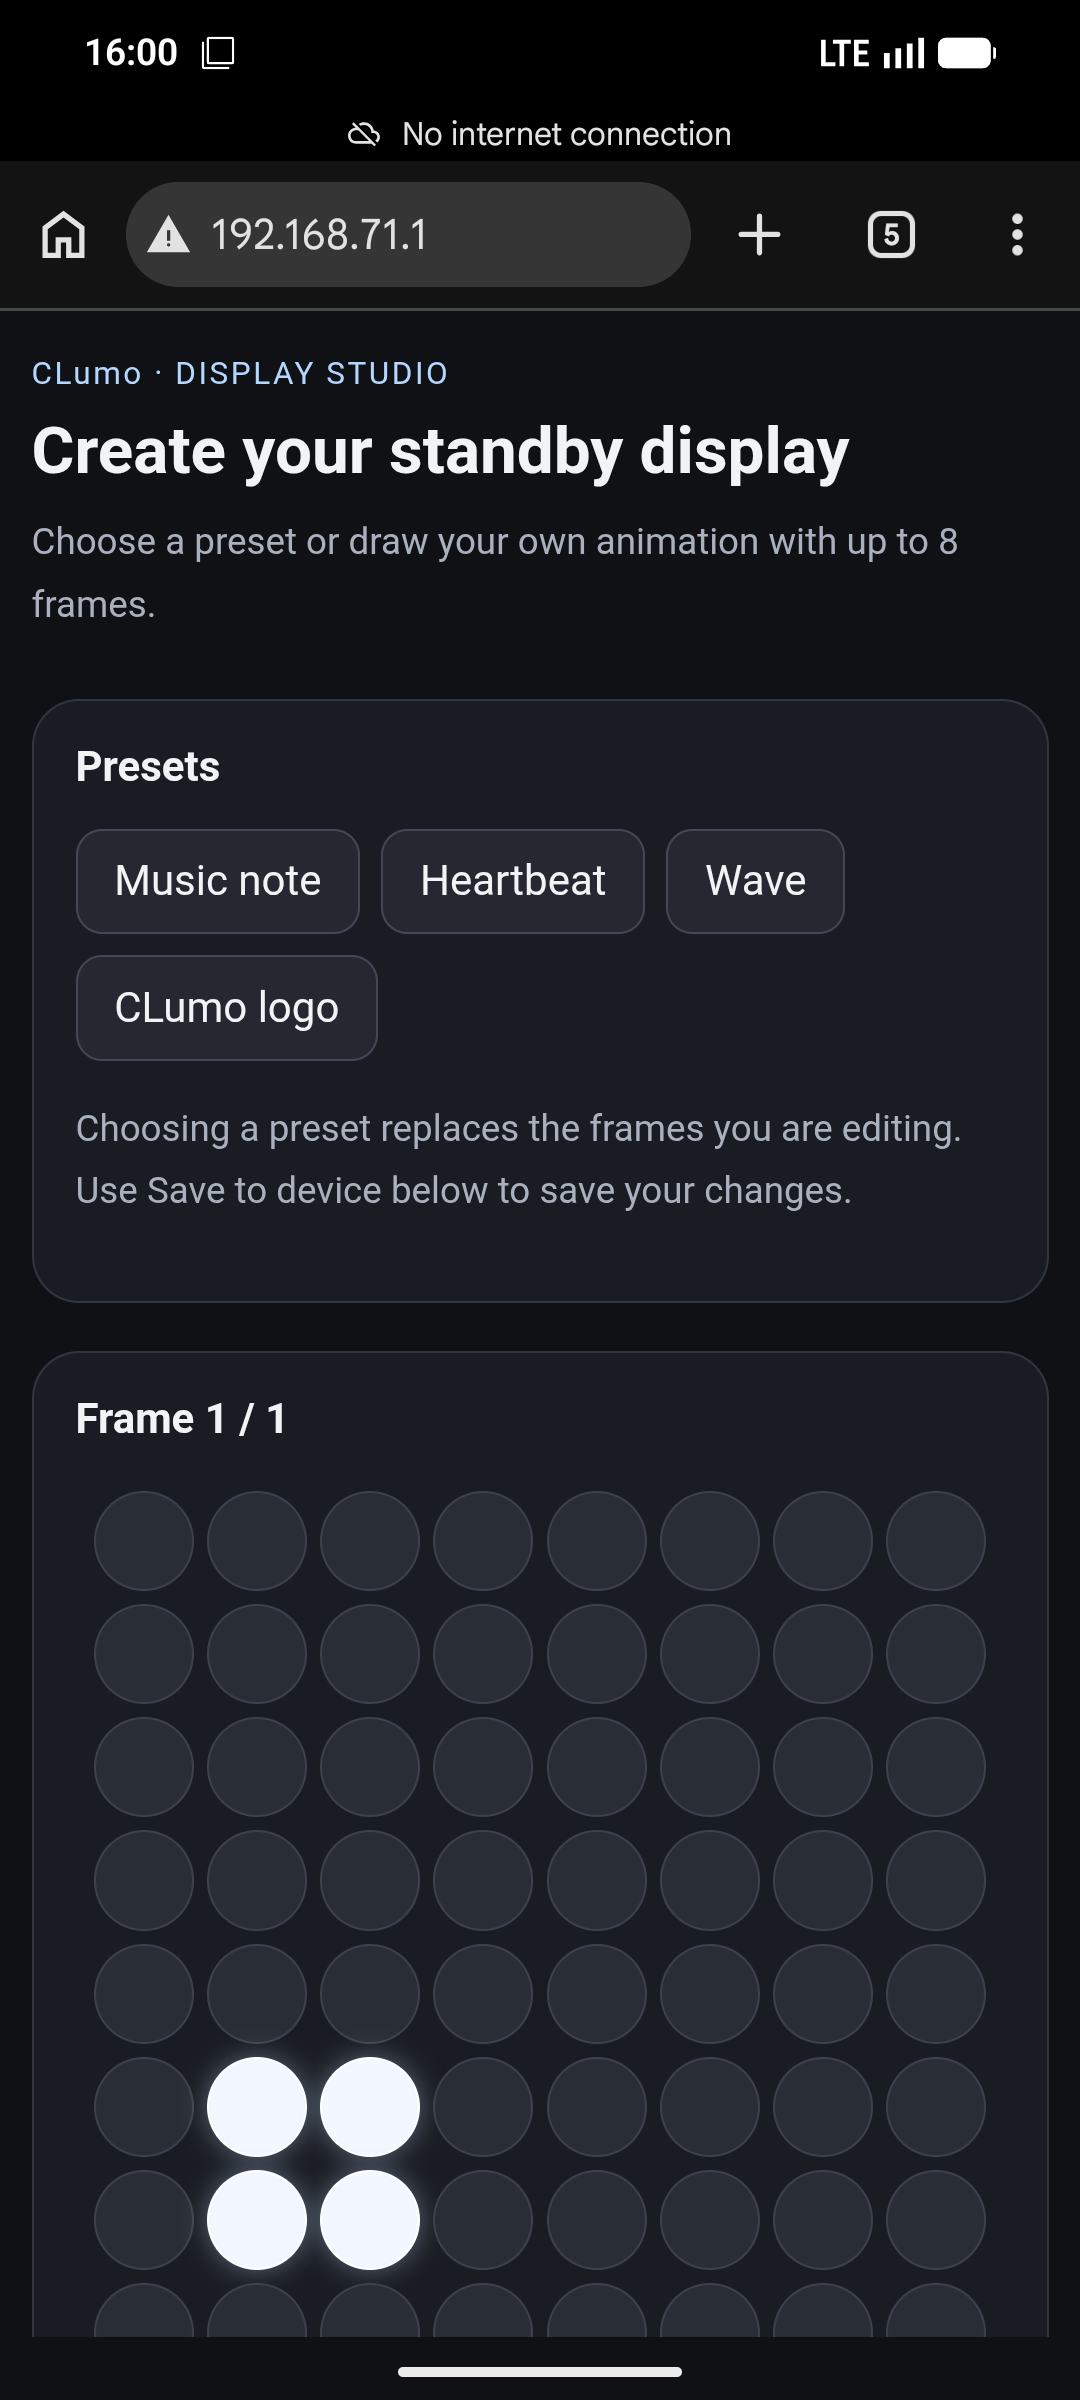 16:00
LTE
No internet connection
192.168.71.1
5
CLumo · DISPLAY STUDIO
Create your standby display
Choose a preset or draw your own animation with up to 8
frames.
Presets
Music note
Heartbeat
Wave
CLumo logo
Choosing a preset replaces the frames you are editing.
Use Save to device below to save your changes.
Frame 1 / 1